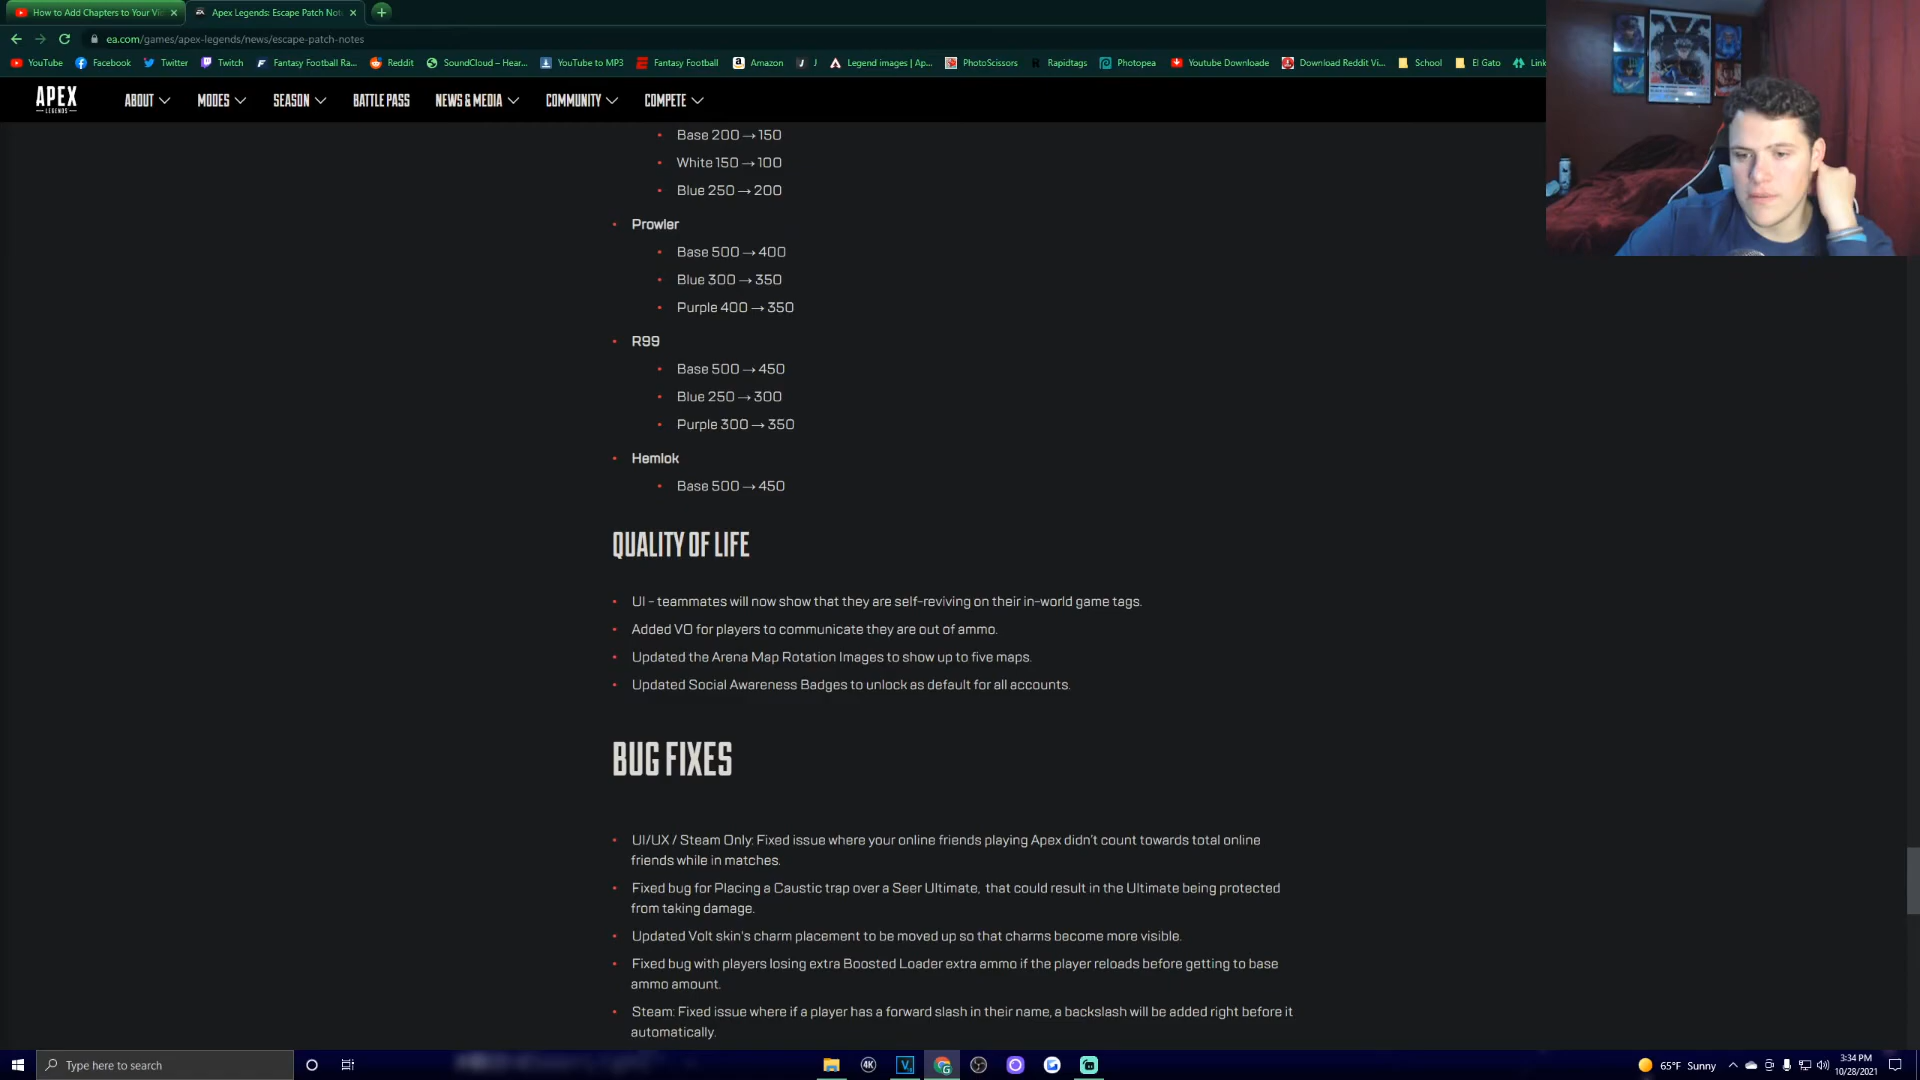 How to Add Chapters to Your Vi
Apex Legends: Escape Patch Not
ea.com/games/apex-legends/news/escape-patch-notes
YouTube Facebook Twitter Twitch Fantasy Football Ra... Reddit SoundCloud – Hear... YouTube to MP3 Fantasy Football Amazon J Legend images | Ap... PhotoScissors Rapidtags Photopea Youtube Downloade Download Reddit Vi... School El Gato Link
APEX
LEGENDS
ABOUT MODES SEASON BATTLE PASS NEWS & MEDIA COMMUNITY COMPETE
• Base 200 → 150
• White 150 → 100
• Blue 250 → 200
• Prowler
• Base 500 → 400
• Blue 300 → 350
• Purple 400 → 350
• R99
• Base 500 → 450
• Blue 250 → 300
• Purple 300 → 350
• Hemlok
• Base 500 → 450
QUALITY OF LIFE
• UI - teammates will now show that they are self-reviving on their in-world game tags.
• Added VO for players to communicate they are out of ammo.
• Updated the Arena Map Rotation Images to show up to five maps.
• Updated Social Awareness Badges to unlock as default for all accounts.
BUG FIXES
• UI/UX / Steam Only: Fixed issue where your online friends playing Apex didn't count towards total online
friends while in matches.
• Fixed bug for Placing a Caustic trap over a Seer Ultimate, that could result in the Ultimate being protected
from taking damage.
• Updated Volt skin's charm placement to be moved up so that charms become more visible.
• Fixed bug with players losing extra Boosted Loader extra ammo if the player reloads before getting to base
ammo amount.
• Steam: Fixed issue where if a player has a forward slash in their name, a backslash will be added right before it
automatically.
Type here to search
4K
65°F Sunny
3:34 PM
10/28/2021